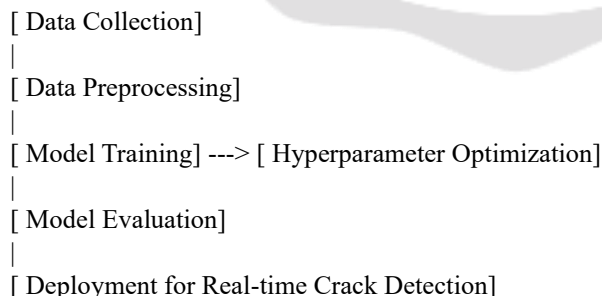 [ Data Collection]
|
[ Data Preprocessing]
|
[ Model Training] ---> [ Hyperparameter Optimization]
|
[ Model Evaluation]
|
[ Deployment for Real-time Crack Detection]